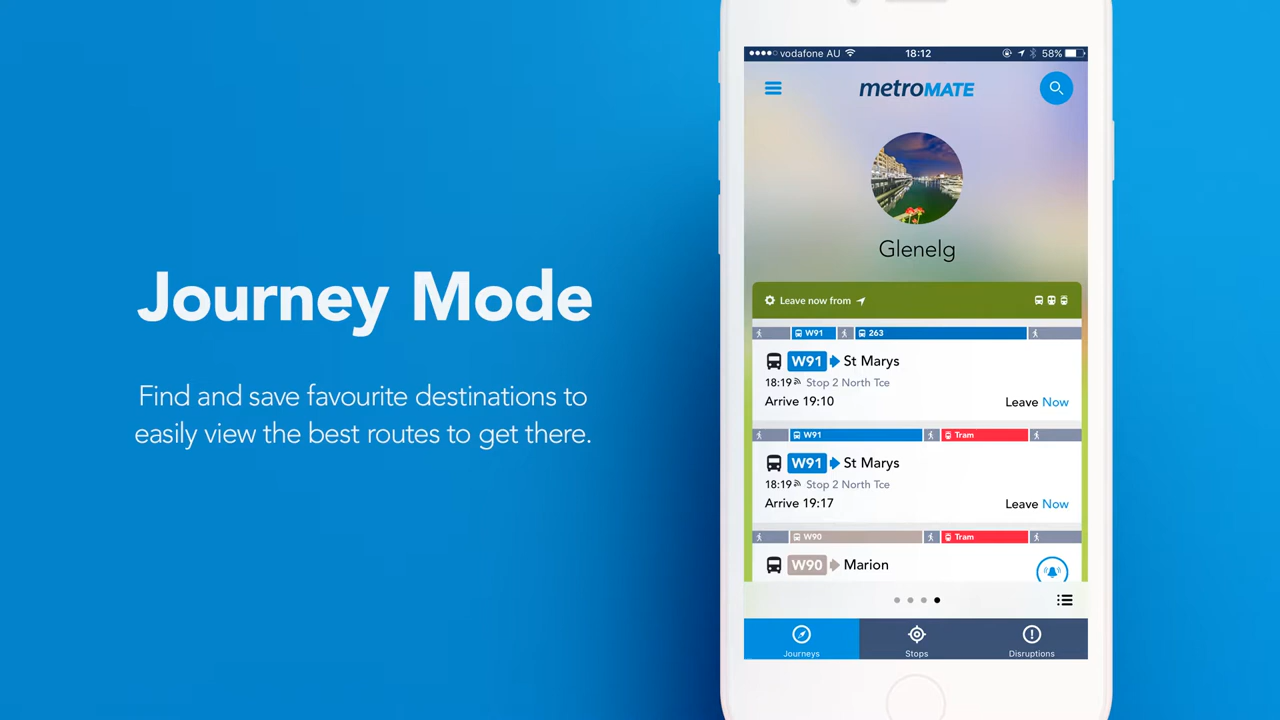 Journey Mode
Find and save favourite destinations to
easily view the best routes to get there.
vodafone AU 18:12 58%
metroMATE
Glenelg
Leave now from
W91 263
W91 St Marys
18:19 Stop 2 North Tce
Arrive 19:10 Leave Now
W91 Tram
W91 St Marys
18:19 Stop 2 North Tce
Arrive 19:17 Leave Now
W90 Tram
W90 Marion
Journeys Stops Disruptions